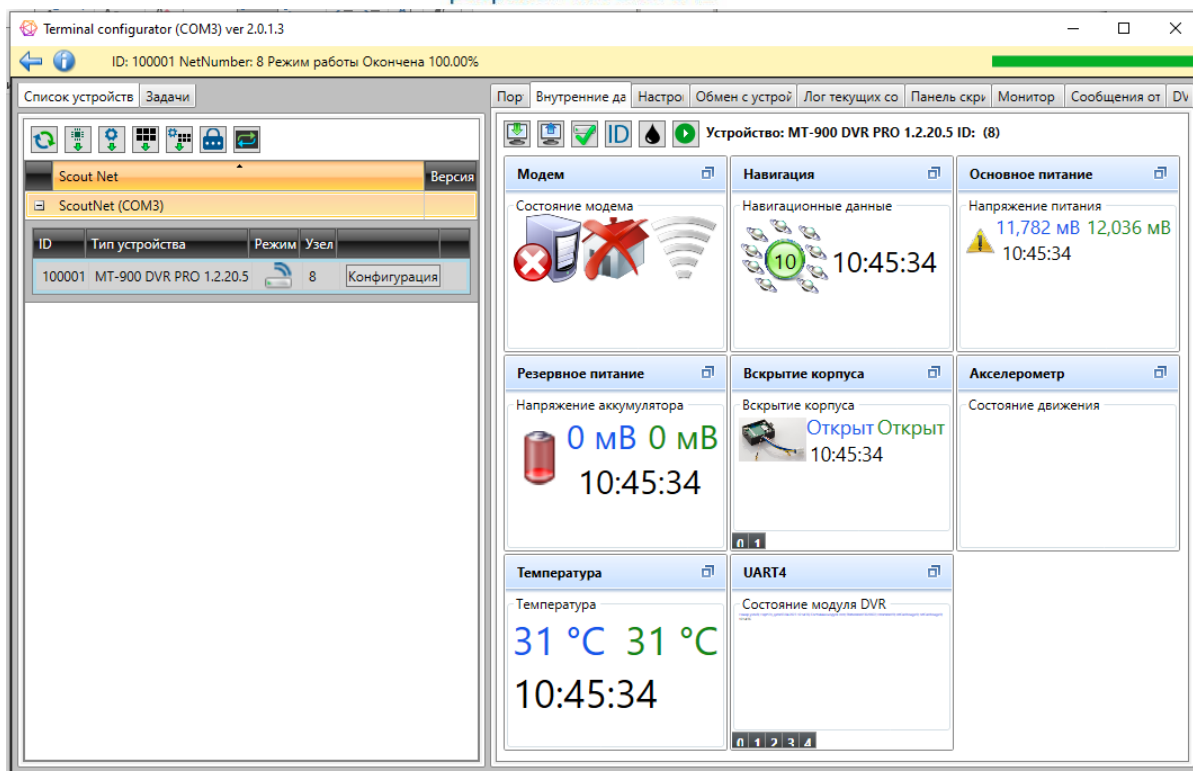 Terminal configurator (COM3) ver 2.0.1.3
ID: 100001 NetNumber: 8 Режим работы Окончена 100.00%
Список устройств Задачи
Пор Внутренние да Настрой Обмен с устрой Лог текущих со Панель скри Монитор Сообщения от DV
ID Устройство: MT-900 DVR PRO 1.2.20.5 ID: (8)
Scout Net Версия
ScoutNet (COM3)
ID Тип устройства Режим Узел
100001 MT-900 DVR PRO 1.2.20.5 8 Конфигурация
Модем Навигация Основное питание
Состояние модема Навигационные данные Напряжение питания
10 10:45:34 11,782 мВ 12,036 мВ
10:45:34
Резервное питание Вскрытие корпуса Акселерометр
Напряжение аккумулятора Вскрытие корпуса Состояние движения
0 мВ 0 мВ Открыт Открыт
10:45:34 10:45:34
0 1
Температура UART4
Температура Состояние модуля DVR
31 °C 31 °C
10:45:34
0 1 2 3 4